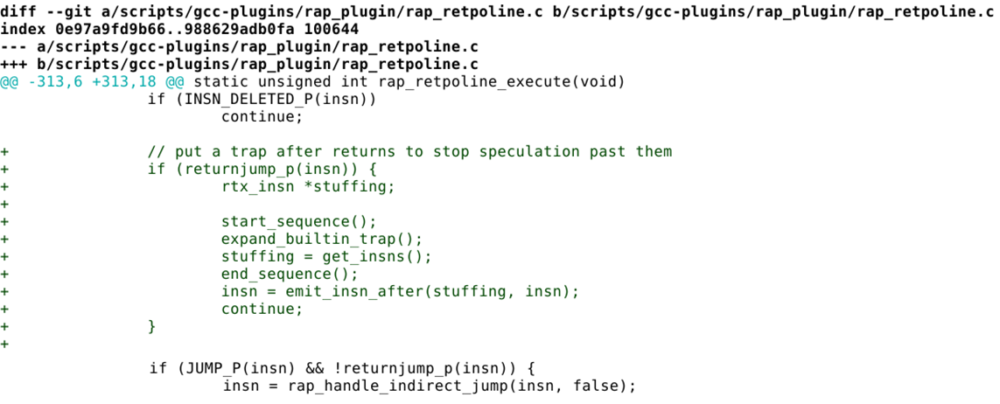 diff --git a/scripts/gcc-plugins/rap_plugin/rap_retpoline.c b/scripts/gcc-plugins/rap_plugin/rap_retpoline.c
index 0e97a9fd9b66..988629adb0fa 100644
--- a/scripts/gcc-plugins/rap_plugin/rap_retpoline.c
+++ b/scripts/gcc-plugins/rap_plugin/rap_retpoline.c
@@ -313,6 +313,18 @@ static unsigned int rap_retpoline_execute(void)
                if (INSN_DELETED_P(insn))
                        continue;

+               // put a trap after returns to stop speculation past them
+               if (returnjump_p(insn)) {
+                       rtx_insn *stuffing;
+
+                       start_sequence();
+                       expand_builtin_trap();
+                       stuffing = get_insns();
+                       end_sequence();
+                       insn = emit_insn_after(stuffing, insn);
+                       continue;
+               }
+
                if (JUMP_P(insn) && !returnjump_p(insn)) {
                        insn = rap_handle_indirect_jump(insn, false);